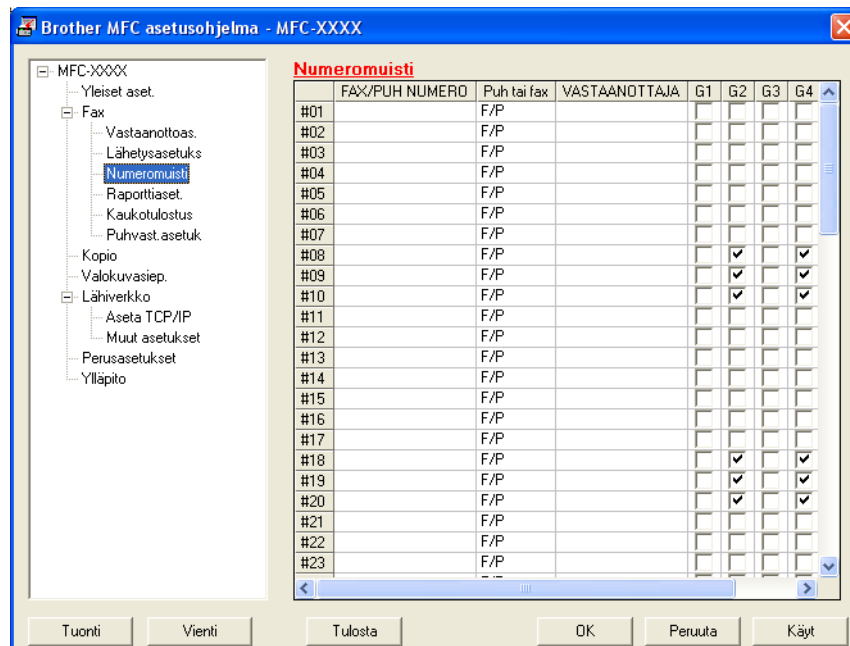 Brother MFC asetusohjelma - MFC-XXXX
MFC-XXXX
Yleiset aset.
Fax
Vastaanottoas.
Lähetysasetuks
Numeromuisti
Raporttiaset.
Kaukotulostus
Puhvast.asetuk
Kopio
Valokuvasiep.
Lähiverkko
Aseta TCP/IP
Muut asetukset
Perusasetukset
Ylläpito
Numeromuisti
FAX/PUH NUMERO Puh tai fax VASTAANOTTAJA G1 G2 G3 G4
#01 F/P
#02 F/P
#03 F/P
#04 F/P
#05 F/P
#06 F/P
#07 F/P
#08 F/P
#09 F/P
#10 F/P
#11 F/P
#12 F/P
#13 F/P
#14 F/P
#15 F/P
#16 F/P
#17 F/P
#18 F/P
#19 F/P
#20 F/P
#21 F/P
#22 F/P
#23 F/P
Tuonti Vienti Tulosta OK Peruuta Käyt